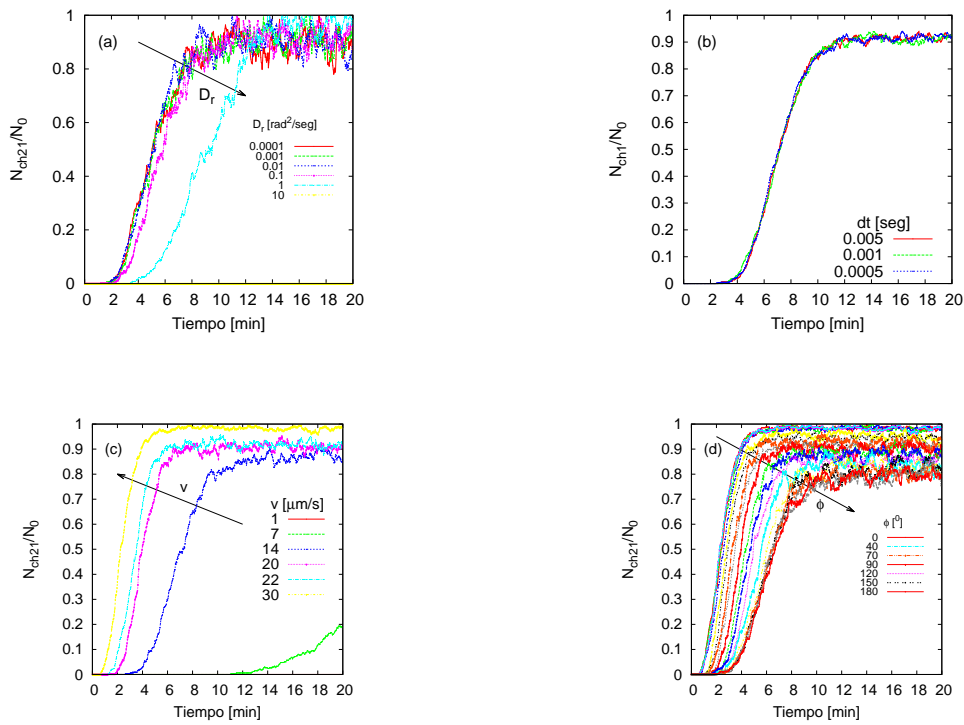 (a)
N_ch21/N_0
1
0.8
0.6
0.4
0.2
0
D_r
D_r [rad²/seg]
0.0001
0.001
0.01
0.1
1
10
0 2 4 6 8 10 12 14 16 18 20
Tiempo [min]
(b)
N_ch1/N_0
1
0.9
0.8
0.7
0.6
0.5
0.4
0.3
0.2
0.1
0
dt [seg]
0.005
0.001
0.0005
0 2 4 6 8 10 12 14 16 18 20
Tiempo [min]
(c)
N_ch21/N_0
1
0.9
0.8
0.7
0.6
0.5
0.4
0.3
0.2
0.1
0
v
v [μm/s]
1
7
14
20
22
30
0 2 4 6 8 10 12 14 16 18 20
Tiempo [min]
(d)
N_ch21/N_0
1
0.9
0.8
0.7
0.6
0.5
0.4
0.3
0.2
0.1
0
ϕ
ϕ [⁰]
0
40
70
90
120
150
180
0 2 4 6 8 10 12 14 16 18 20
Tiempo [min]